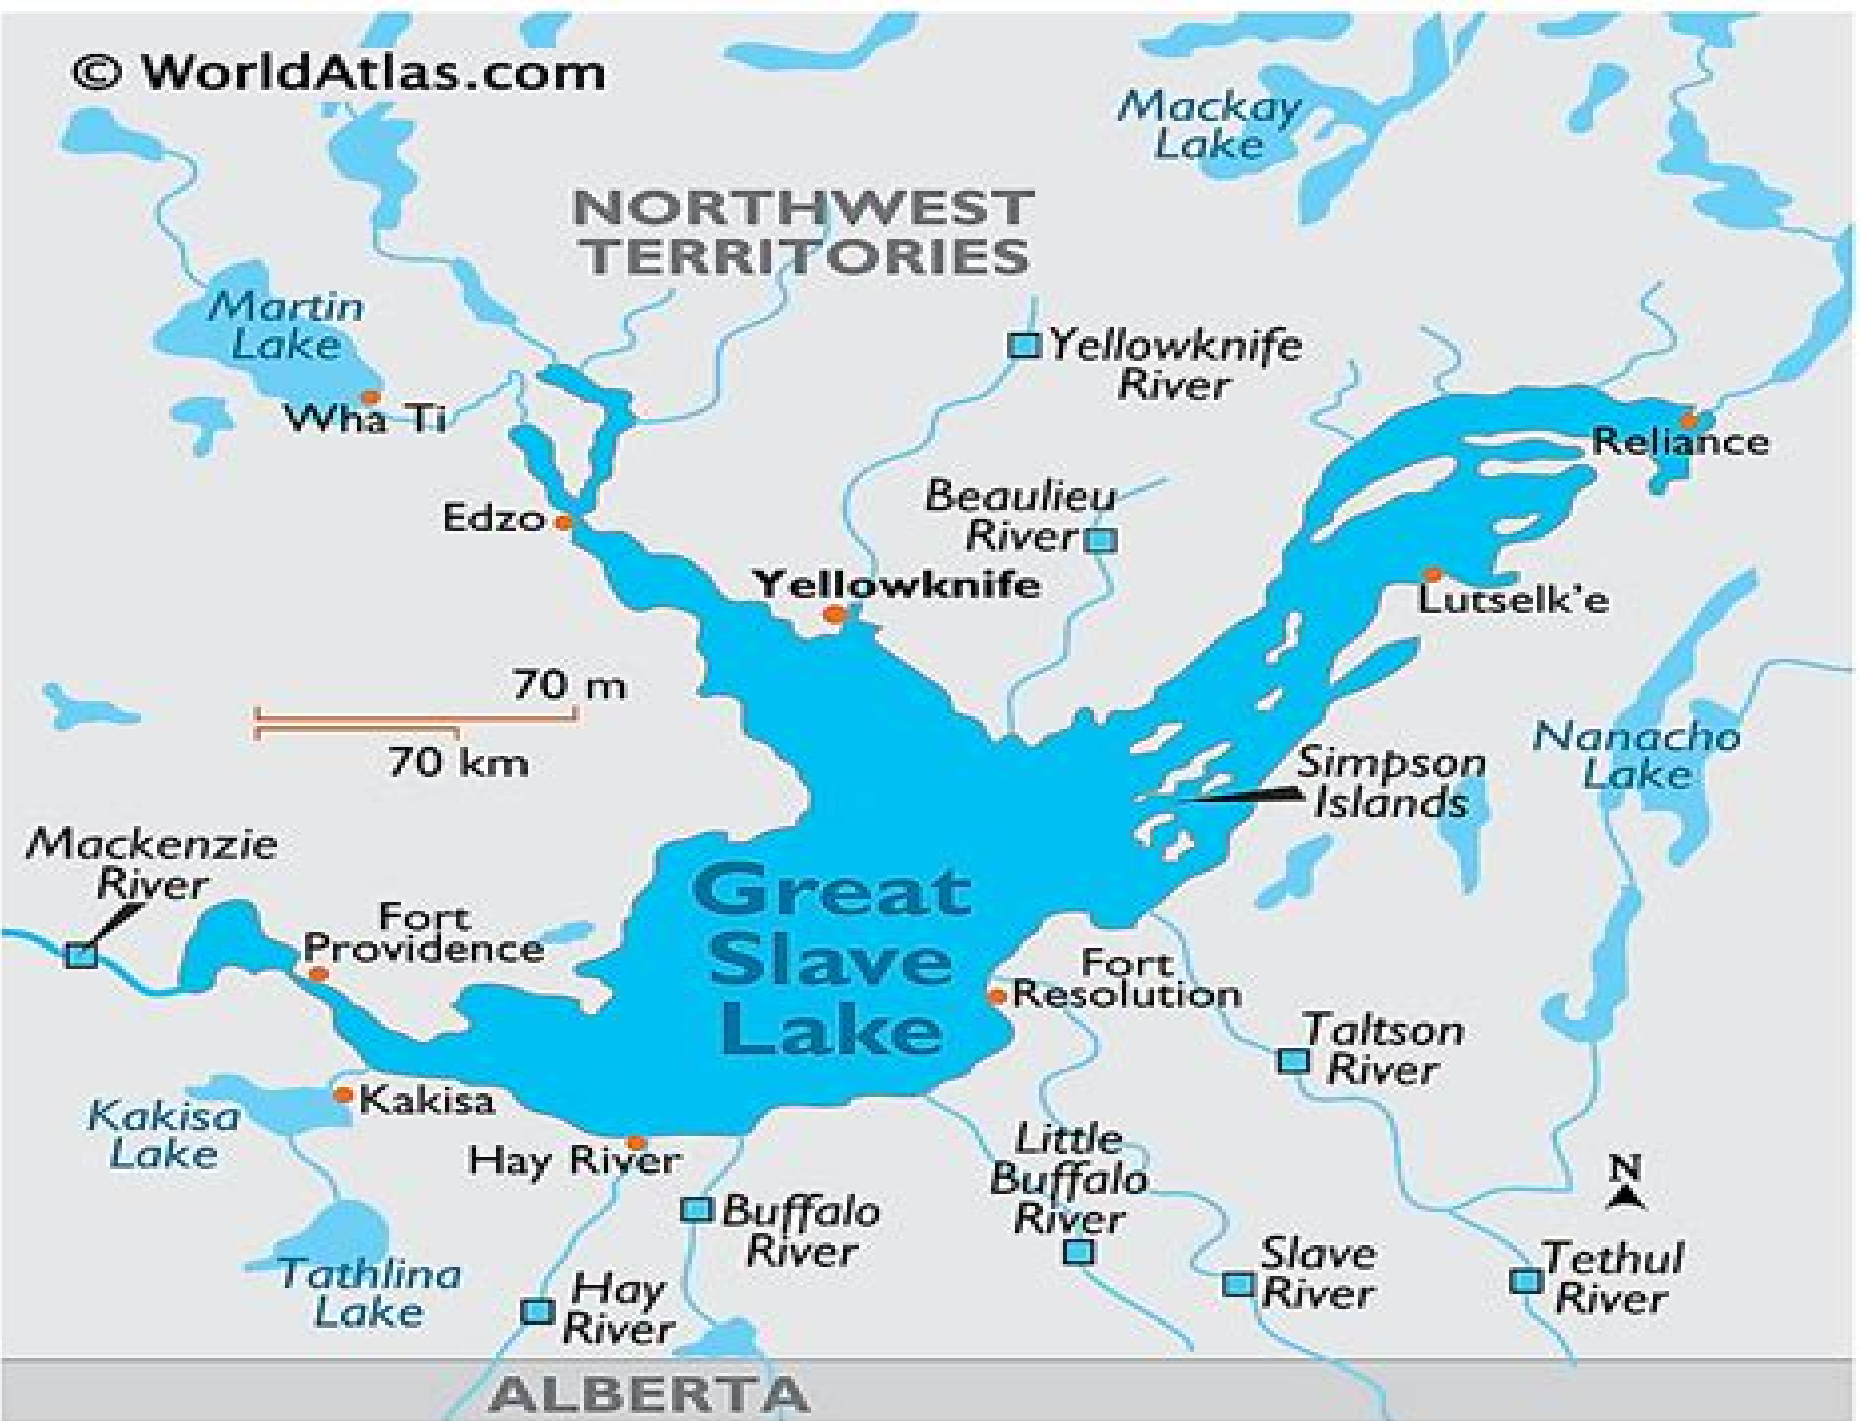 © WorldAtlas.com
Mackay
Lake
NORTHWEST
TERRITORIES
Martin
Lake
Yellowknife
River
Wha Ti
Reliance
Beaulieu
River
Edzo
Yellowknife
Lutselk'e
70 m
70 km
Nanacho
Lake
Simpson
Islands
Mackenzie
River
Great
Slave
Lake
Fort
Providence
Fort
Resolution
Taltson
River
Kakisa
Kakisa
Lake
Hay River
Little
Buffalo
River
N
Buffalo
River
Slave
River
Tethul
River
Tathlina
Lake
Hay
River
ALBERTA